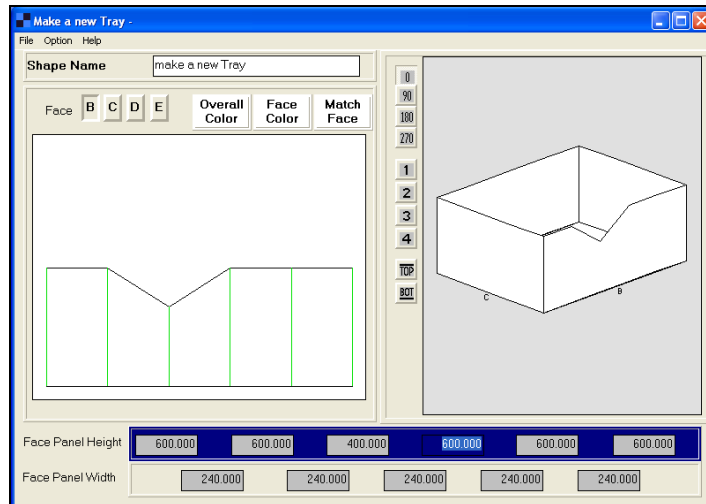 Make a new Tray -
File Option Help
Shape Name make a new Tray
Face B C D E Overall Color Face Color Match Face
0
90
180
270
1
2
3
4
TOP
BOT
C B
Face Panel Height 600.000 600.000 400.000 600.000 600.000 600.000
Face Panel Width 240.000 240.000 240.000 240.000 240.000